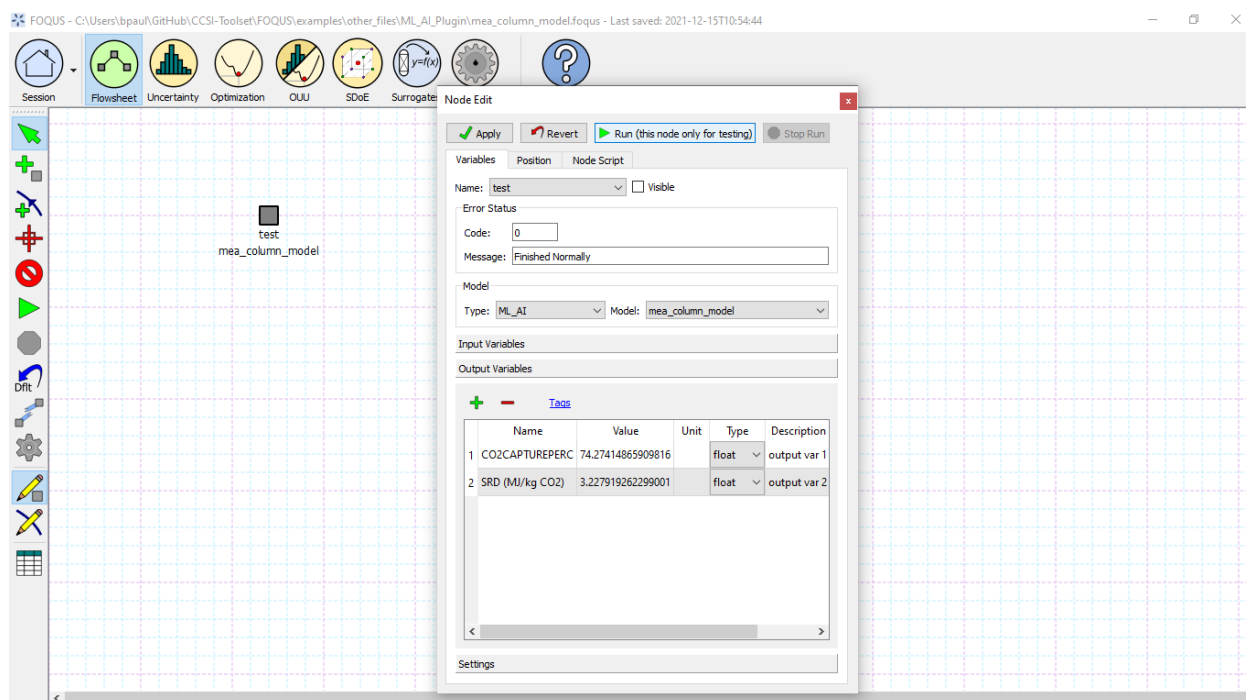 FOQUS - C:\Users\bpaul\GitHub\CCSI-Toolset\FOQUS\examples\other_files\ML_AI_Plugin\mea_column_model.foqus - Last saved: 2021-12-15T10:54:44
y=f(x)
?
Session Flowsheet Uncertainty Optimization OUU SDoE Surrogate
Node Edit
x
Apply Revert Run (this node only for testing) Stop Run
Variables Position Node Script
Name: test Visible
Error Status
Code: 0
Message: Finished Normally
Model
Type: ML_AI Model: mea_column_model
Input Variables
Output Variables
Tags
Name Value Unit Type Description
1 CO2CAPTUREPERC 74.27414865909816 float output var 1
2 SRD (MJ/kg CO2) 3.227919262299001 float output var 2
Settings
test
mea_column_model
Dflt